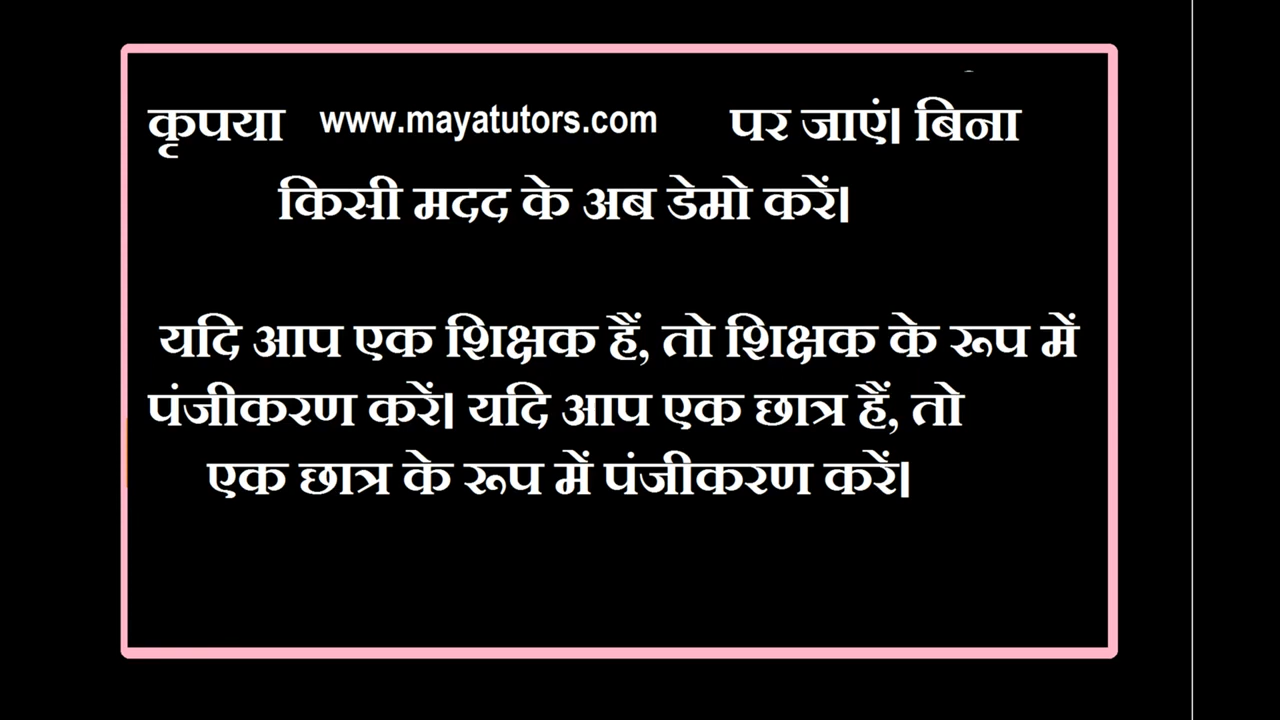 कृपया www.mayatutors.com पर जाएं। बिना
किसी मदद के अब डेमो करें।
यदि आप एक शिक्षक हैं, तो शिक्षक के रूप में
पंजीकरण करें। यदि आप एक छात्र हैं, तो
एक छात्र के रूप में पंजीकरण करें।